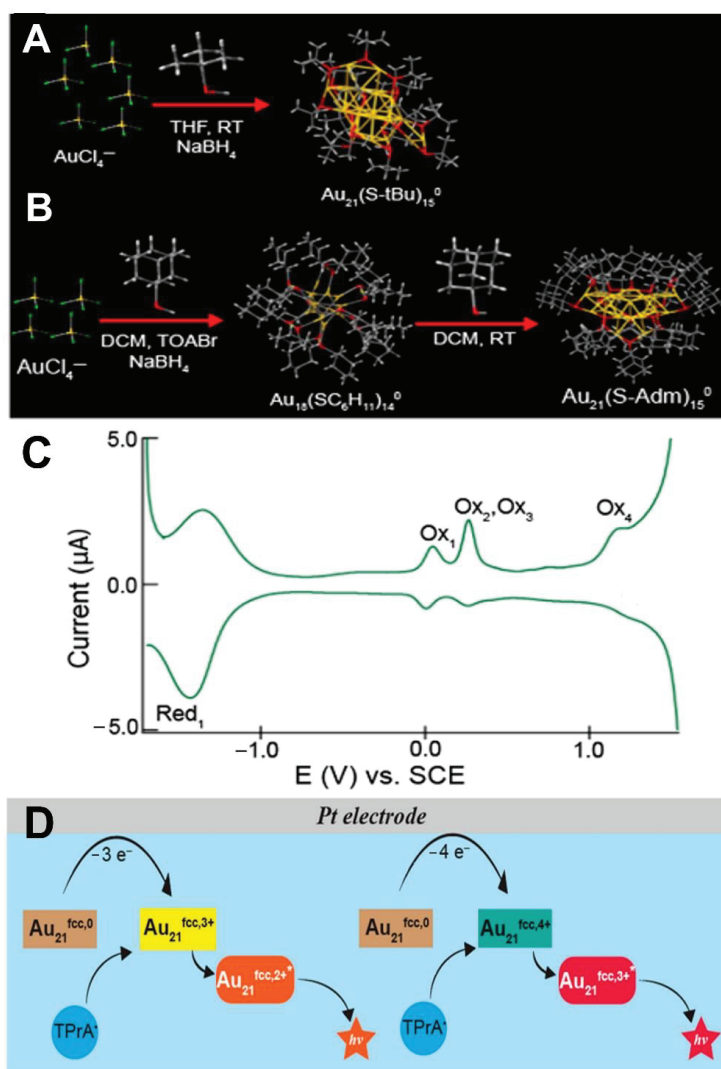 A
AuCl₄⁻
THF, RT
NaBH₄
Au₂₁(S-tBu)₁₅⁰
B
AuCl₄⁻
DCM, TOABr
NaBH₄
Au₁₈(SC₆H₁₁)₁₄⁰
DCM, RT
Au₂₁(S-Adm)₁₅⁰
C
Current (µA)
5.0
0.0
−5.0
Ox₁
Ox₂,Ox₃
Ox₄
Red₁
−1.0 0.0 1.0
E (V) vs. SCE
D
Pt electrode
−3 e⁻
Au₂₁ᶠᶜᶜ,⁰
Au₂₁ᶠᶜᶜ,³⁺
Au₂₁ᶠᶜᶜ,²⁺*
TPrA•
hv
−4 e⁻
Au₂₁ᶠᶜᶜ,⁰
Au₂₁ᶠᶜᶜ,⁴⁺
Au₂₁ᶠᶜᶜ,³⁺*
TPrA•
hv